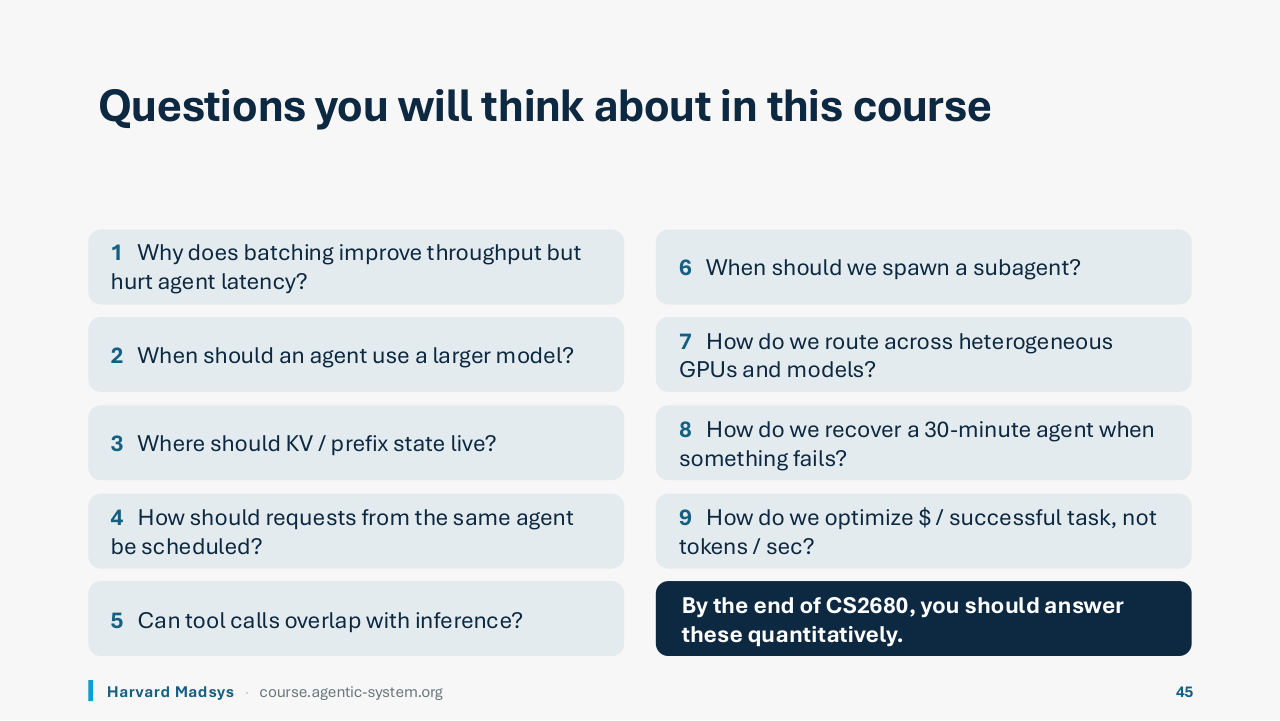 Questions you will think about in this course
1 Why does batching improve throughput but
hurt agent latency?
2 When should an agent use a larger model?
3 Where should KV / prefix state live?
4 How should requests from the same agent
be scheduled?
5 Can tool calls overlap with inference?
6 When should we spawn a subagent?
7 How do we route across heterogeneous
GPUs and models?
8 How do we recover a 30-minute agent when
something fails?
9 How do we optimize $ / successful task, not
tokens / sec?
By the end of CS2680, you should answer
these quantitatively.
Harvard Madsys · course.agentic-system.org
45